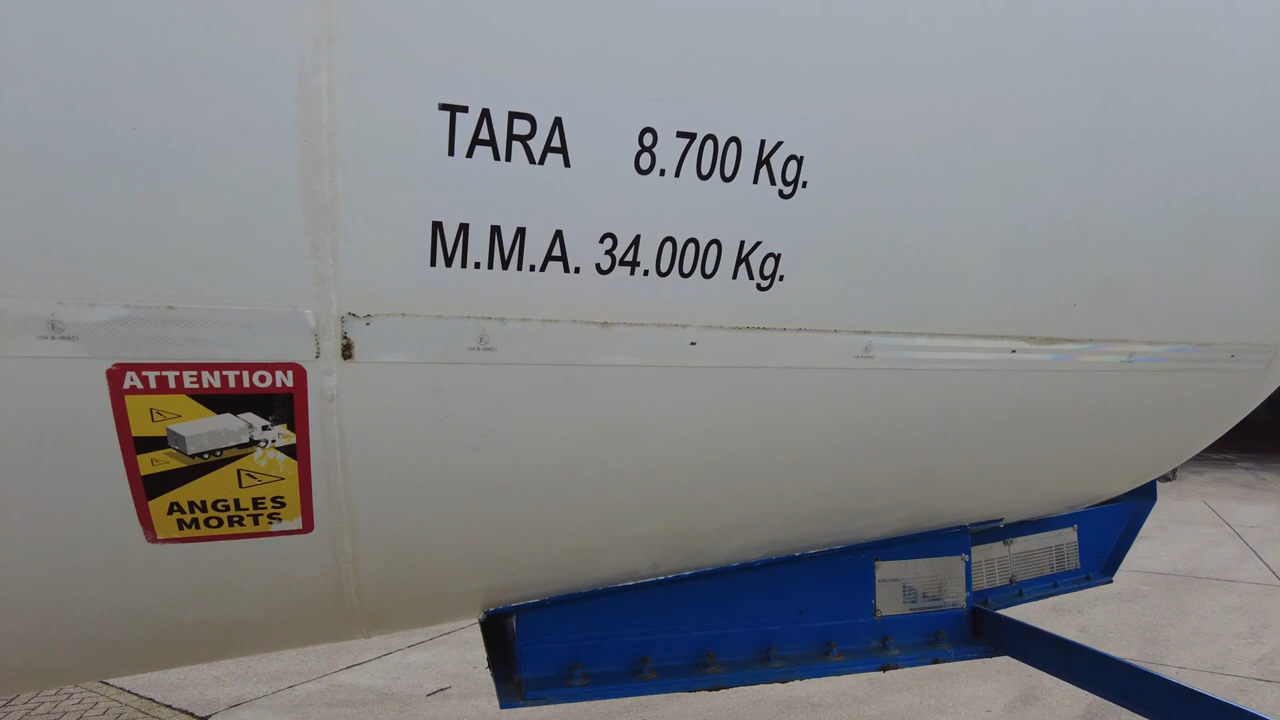 TARA 8.700 Kg.
M.M.A. 34.000 Kg.
ATTENTION
ANGLES
MORTS